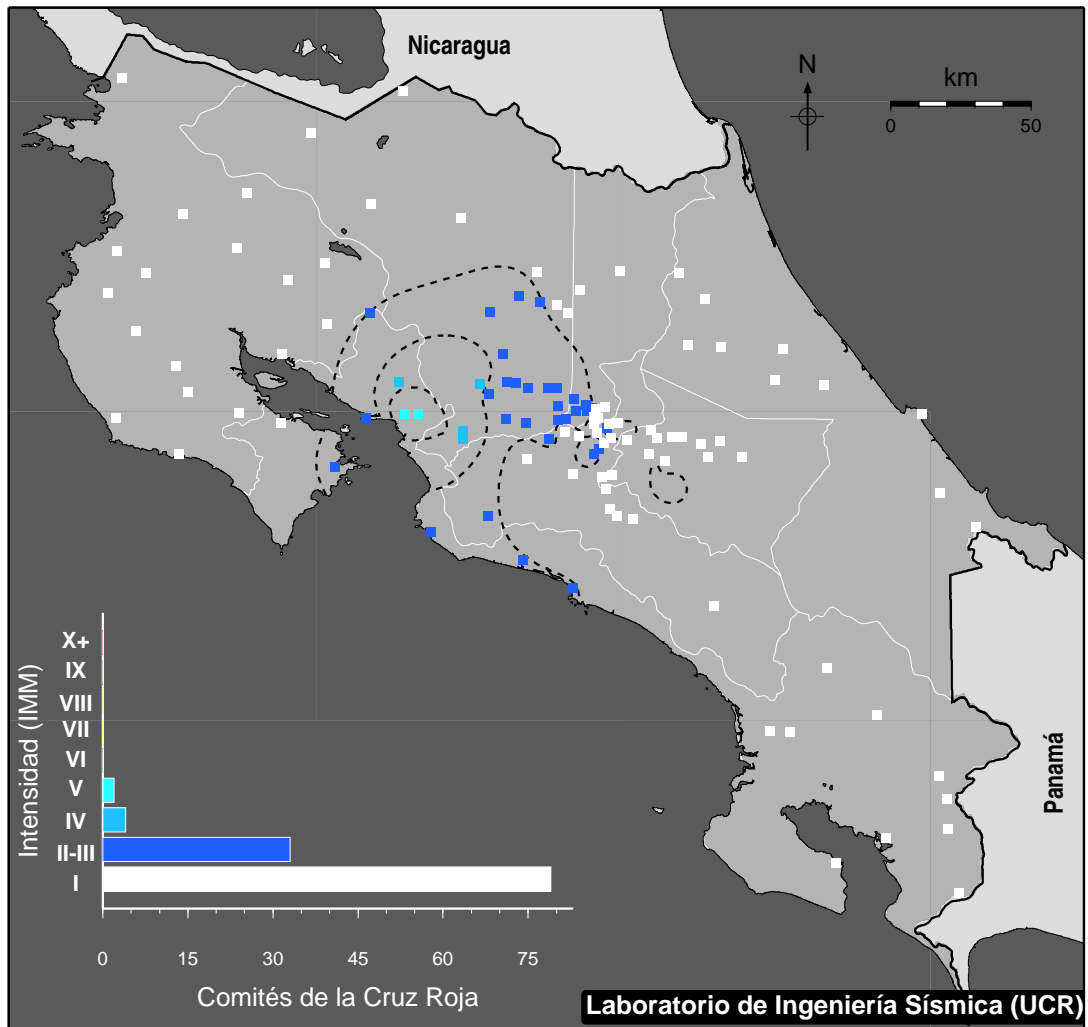 Nicaragua
N
km
0 50
Panamá
Intensidad (IMM)
X+
IX
VIII
VII
VI
V
IV
II-III
I
0 15 30 45 60 75
Comités de la Cruz Roja
Laboratorio de Ingeniería Sísmica (UCR)